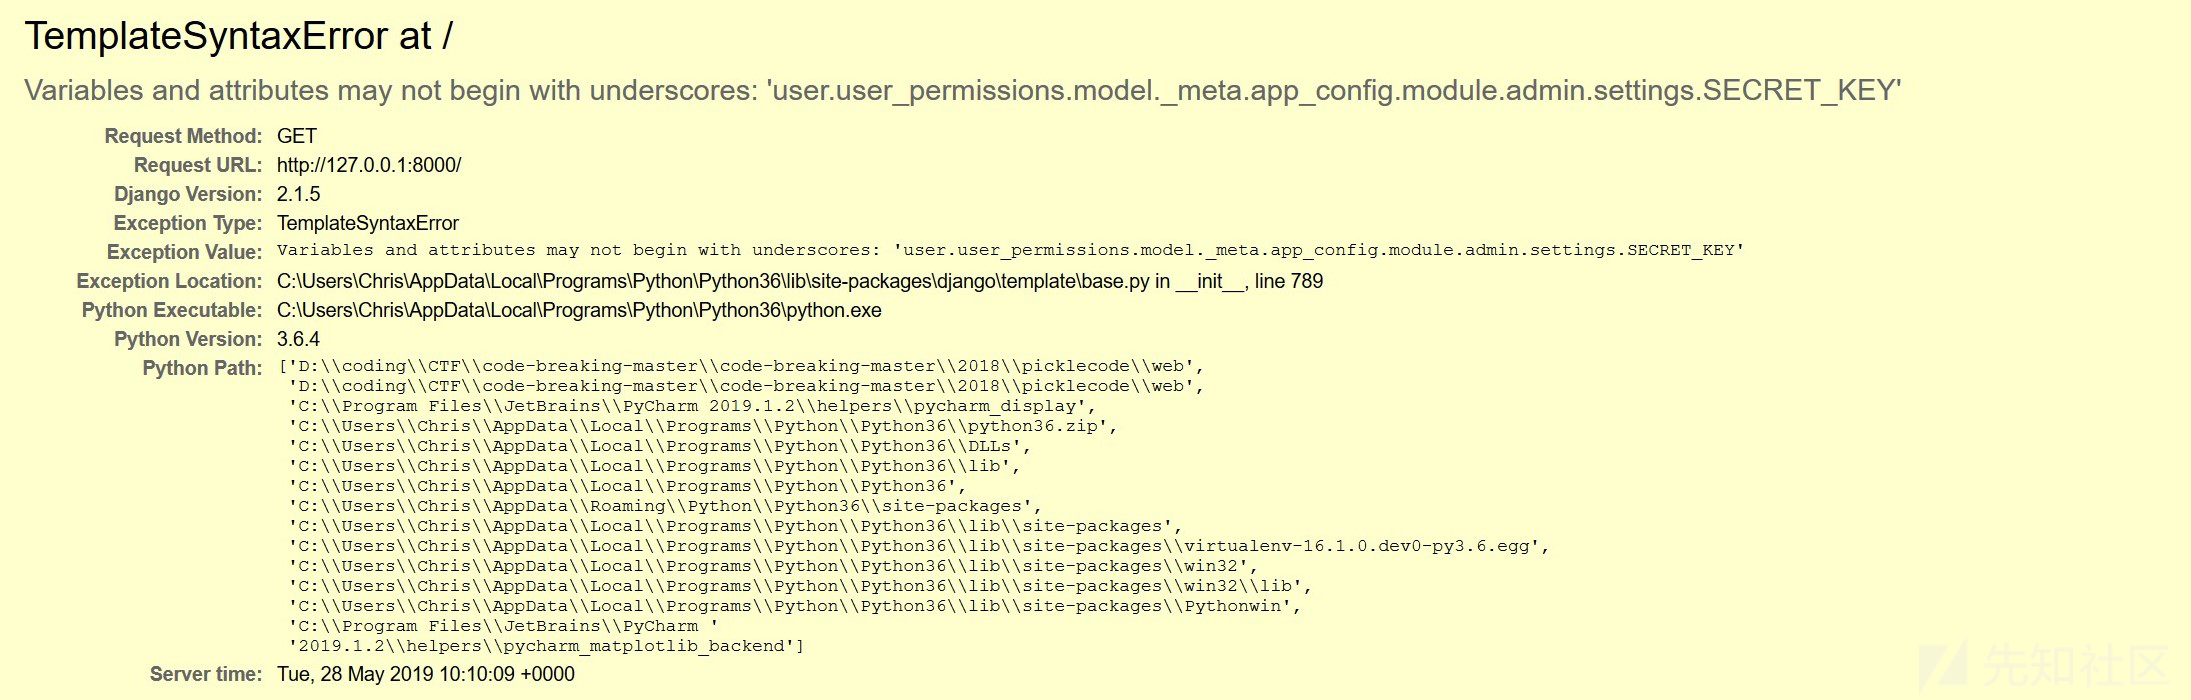 TemplateSyntaxError at /
Variables and attributes may not begin with underscores: 'user.user_permissions.model._meta.app_config.module.admin.settings.SECRET_KEY'
Request Method: GET
Request URL: http://127.0.0.1:8000/
Django Version: 2.1.5
Exception Type: TemplateSyntaxError
Exception Value: Variables and attributes may not begin with underscores: 'user.user_permissions.model._meta.app_config.module.admin.settings.SECRET_KEY'
Exception Location: C:\Users\Chris\AppData\Local\Programs\Python\Python36\lib\site-packages\django\template\base.py in __init__, line 789
Python Executable: C:\Users\Chris\AppData\Local\Programs\Python\Python36\python.exe
Python Version: 3.6.4
Python Path: ['D:\\coding\\CTF\\code-breaking-master\\code-breaking-master\\2018\\picklecode\\web',
'D:\\coding\\CTF\\code-breaking-master\\code-breaking-master\\2018\\picklecode\\web',
'C:\\Program Files\\JetBrains\\PyCharm 2019.1.2\\helpers\\pycharm_display',
'C:\\Users\\Chris\\AppData\\Local\\Programs\\Python\\Python36\\python36.zip',
'C:\\Users\\Chris\\AppData\\Local\\Programs\\Python\\Python36\\DLLs',
'C:\\Users\\Chris\\AppData\\Local\\Programs\\Python\\Python36\\lib',
'C:\\Users\\Chris\\AppData\\Local\\Programs\\Python\\Python36',
'C:\\Users\\Chris\\AppData\\Roaming\\Python\\Python36\\site-packages',
'C:\\Users\\Chris\\AppData\\Local\\Programs\\Python\\Python36\\lib\\site-packages',
'C:\\Users\\Chris\\AppData\\Local\\Programs\\Python\\Python36\\lib\\site-packages\\virtualenv-16.1.0.dev0-py3.6.egg',
'C:\\Users\\Chris\\AppData\\Local\\Programs\\Python\\Python36\\lib\\site-packages\\win32',
'C:\\Users\\Chris\\AppData\\Local\\Programs\\Python\\Python36\\lib\\site-packages\\win32\\lib',
'C:\\Users\\Chris\\AppData\\Local\\Programs\\Python\\Python36\\lib\\site-packages\\Pythonwin',
'C:\\Program Files\\JetBrains\\PyCharm '
'2019.1.2\\helpers\\pycharm_matplotlib_backend']
Server time: Tue, 28 May 2019 10:10:09 +0000
先知社区